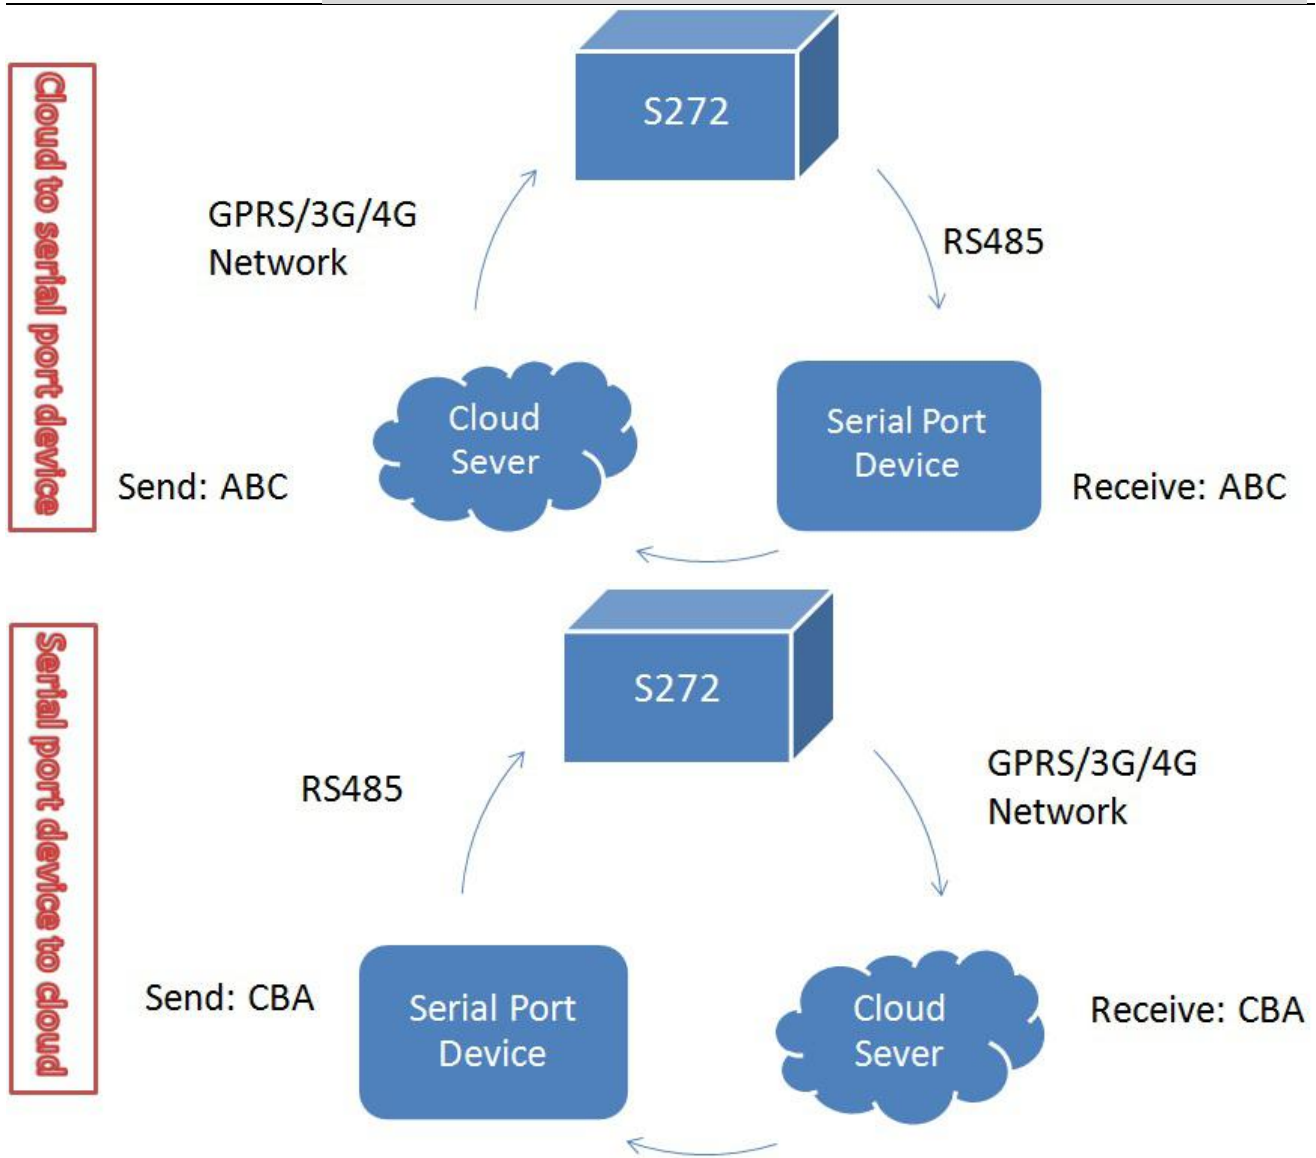 Cloud to serial port device
S272
GPRS/3G/4G
Network
RS485
Cloud
Sever
Serial Port
Device
Send: ABC
Receive: ABC
Serial port device to cloud
S272
RS485
GPRS/3G/4G
Network
Send: CBA
Serial Port
Device
Cloud
Sever
Receive: CBA